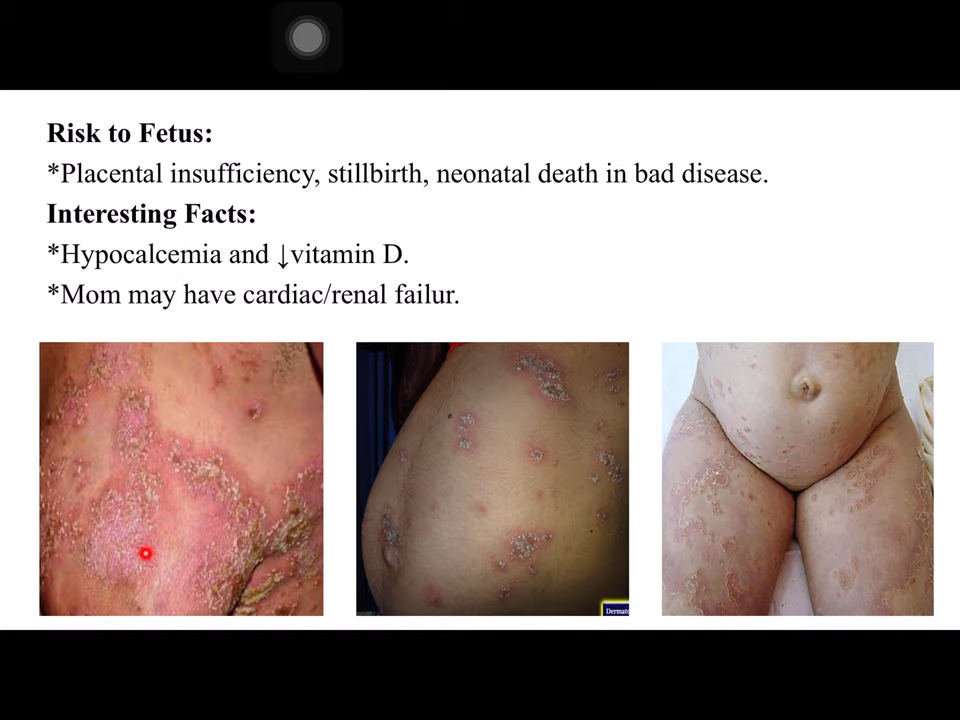 Risk to Fetus:
*Placental insufficiency, stillbirth, neonatal death in bad disease.
Interesting Facts:
*Hypocalcemia and ↓vitamin D.
*Mom may have cardiac/renal failur.
Dermato